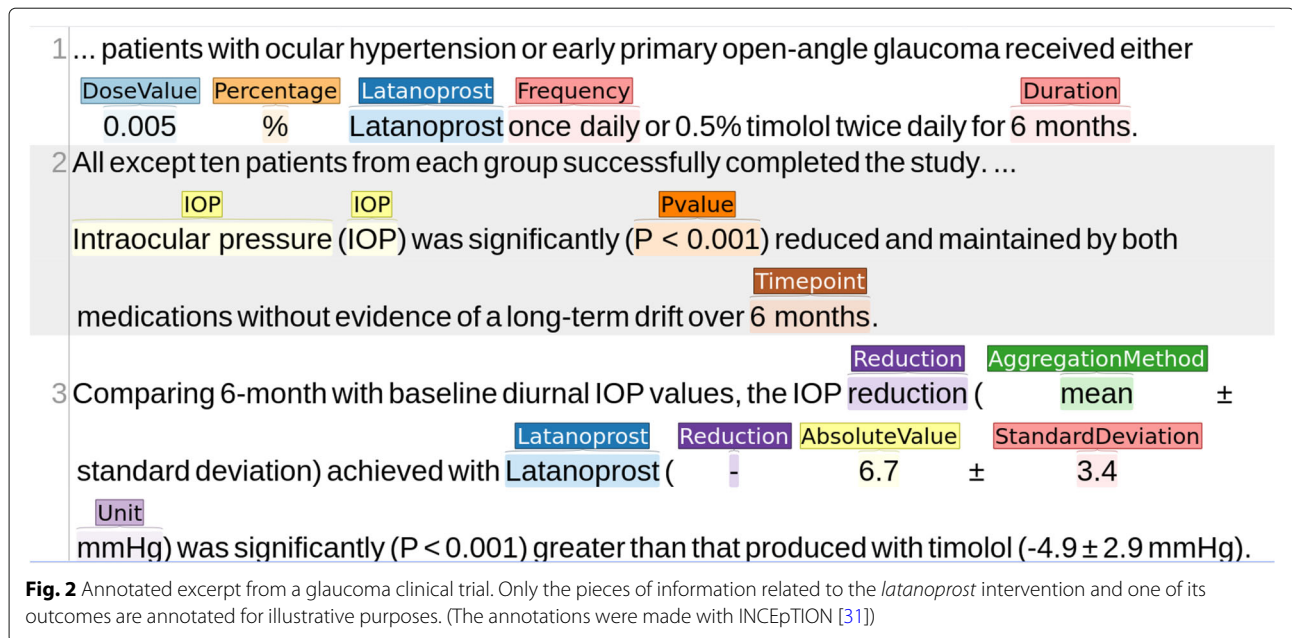 1 ... patients with ocular hypertension or early primary open-angle glaucoma received either
DoseValue Percentage Latanoprost Frequency Duration
0.005 % Latanoprost once daily or 0.5% timolol twice daily for 6 months.
2 All except ten patients from each group successfully completed the study. ...
IOP IOP Pvalue
Intraocular pressure (IOP) was significantly (P < 0.001) reduced and maintained by both
Timepoint
medications without evidence of a long-term drift over 6 months.
Reduction AggregationMethod
3 Comparing 6-month with baseline diurnal IOP values, the IOP reduction ( mean ±
Latanoprost Reduction AbsoluteValue StandardDeviation
standard deviation) achieved with Latanoprost ( - 6.7 ± 3.4
Unit
mmHg) was significantly (P < 0.001) greater than that produced with timolol (-4.9 ± 2.9 mmHg).
Fig. 2 Annotated excerpt from a glaucoma clinical trial. Only the pieces of information related to the latanoprost intervention and one of its
outcomes are annotated for illustrative purposes. (The annotations were made with INCEpTION [31])